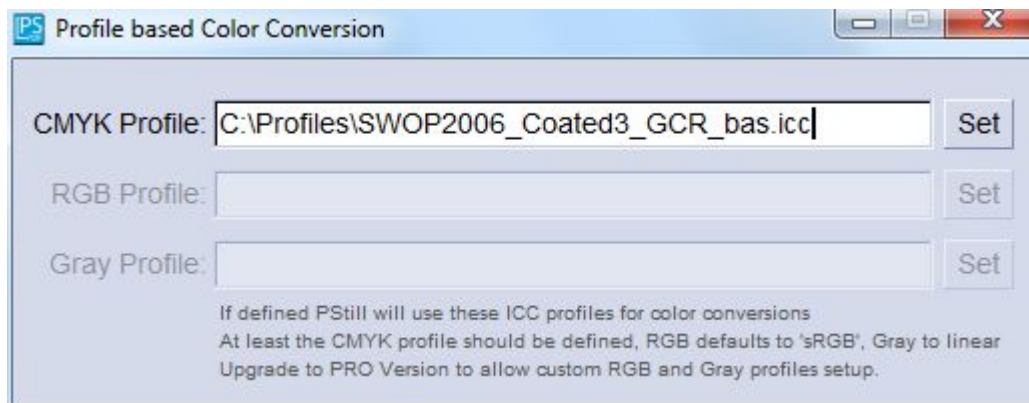 PS Profile based Color Conversion
CMYK Profile: C:\Profiles\SWOP2006_Coated3_GCR_bas.icc Set
RGB Profile: Set
Gray Profile: Set
If defined PStill will use these ICC profiles for color conversions
At least the CMYK profile should be defined, RGB defaults to 'sRGB', Gray to linear
Upgrade to PRO Version to allow custom RGB and Gray profiles setup.